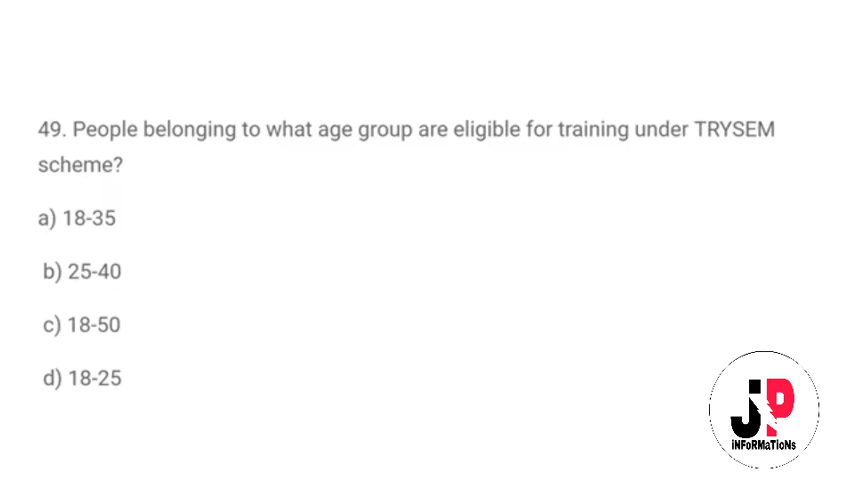 49. People belonging to what age group are eligible for training under TRYSEM
scheme?
a) 18-35
b) 25-40
c) 18-50
d) 18-25
JP
iNFoRMaTioNs